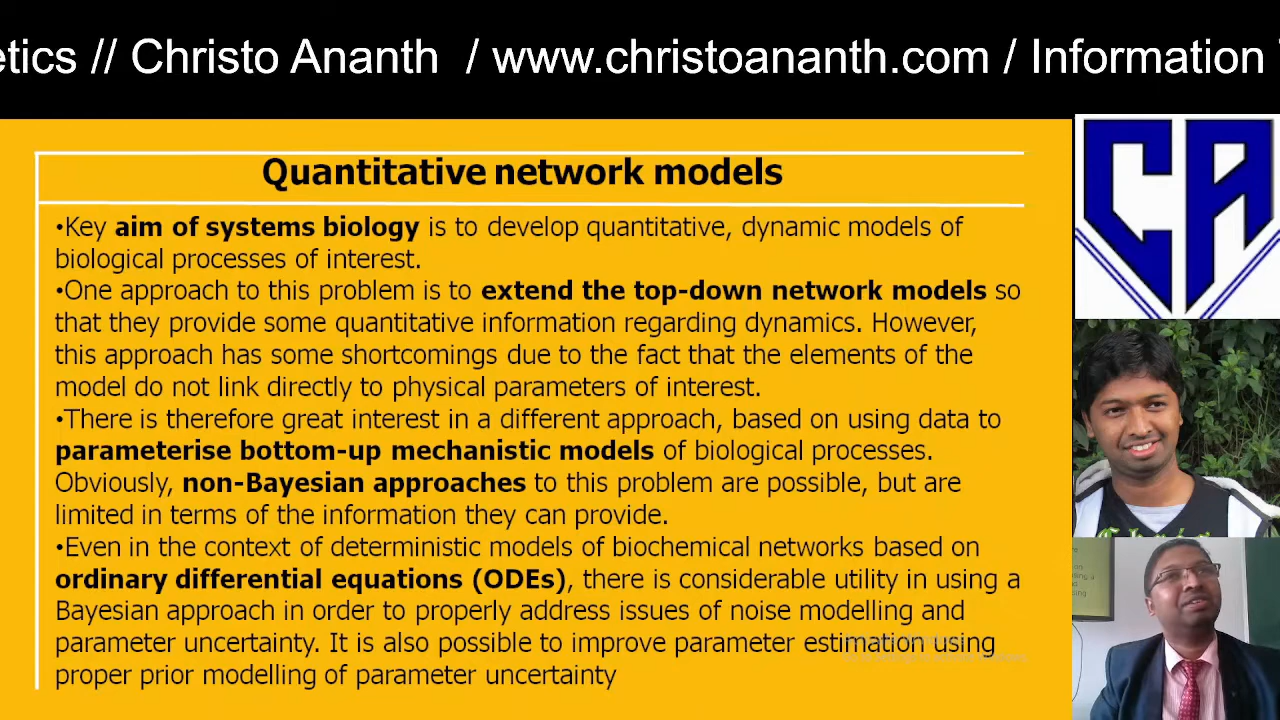 etics // Christo Ananth / www.christoananth.com / Information
CA
Quantitative network models
•Key aim of systems biology is to develop quantitative, dynamic models of
biological processes of interest.
•One approach to this problem is to extend the top-down network models so
that they provide some quantitative information regarding dynamics. However,
this approach has some shortcomings due to the fact that the elements of the
model do not link directly to physical parameters of interest.
•There is therefore great interest in a different approach, based on using data to
parameterise bottom-up mechanistic models of biological processes.
Obviously, non-Bayesian approaches to this problem are possible, but are
limited in terms of the information they can provide.
•Even in the context of deterministic models of biochemical networks based on
ordinary differential equations (ODEs), there is considerable utility in using a
Bayesian approach in order to properly address issues of noise modelling and
parameter uncertainty. It is also possible to improve parameter estimation using
proper prior modelling of parameter uncertainty